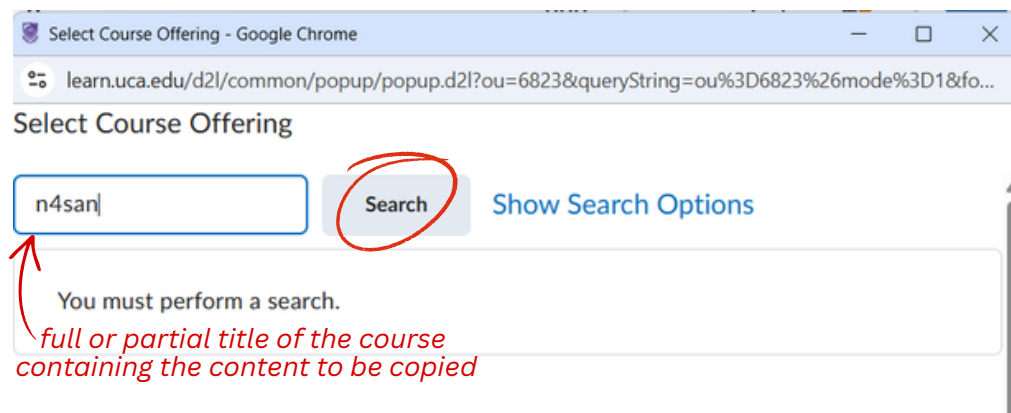 Select Course Offering - Google Chrome
learn.uca.edu/d2l/common/popup/popup.d2l?ou=6823&queryString=ou%3D6823%26mode%3D1&fo...
Select Course Offering
n4san
Search
Show Search Options
You must perform a search.
full or partial title of the course
containing the content to be copied